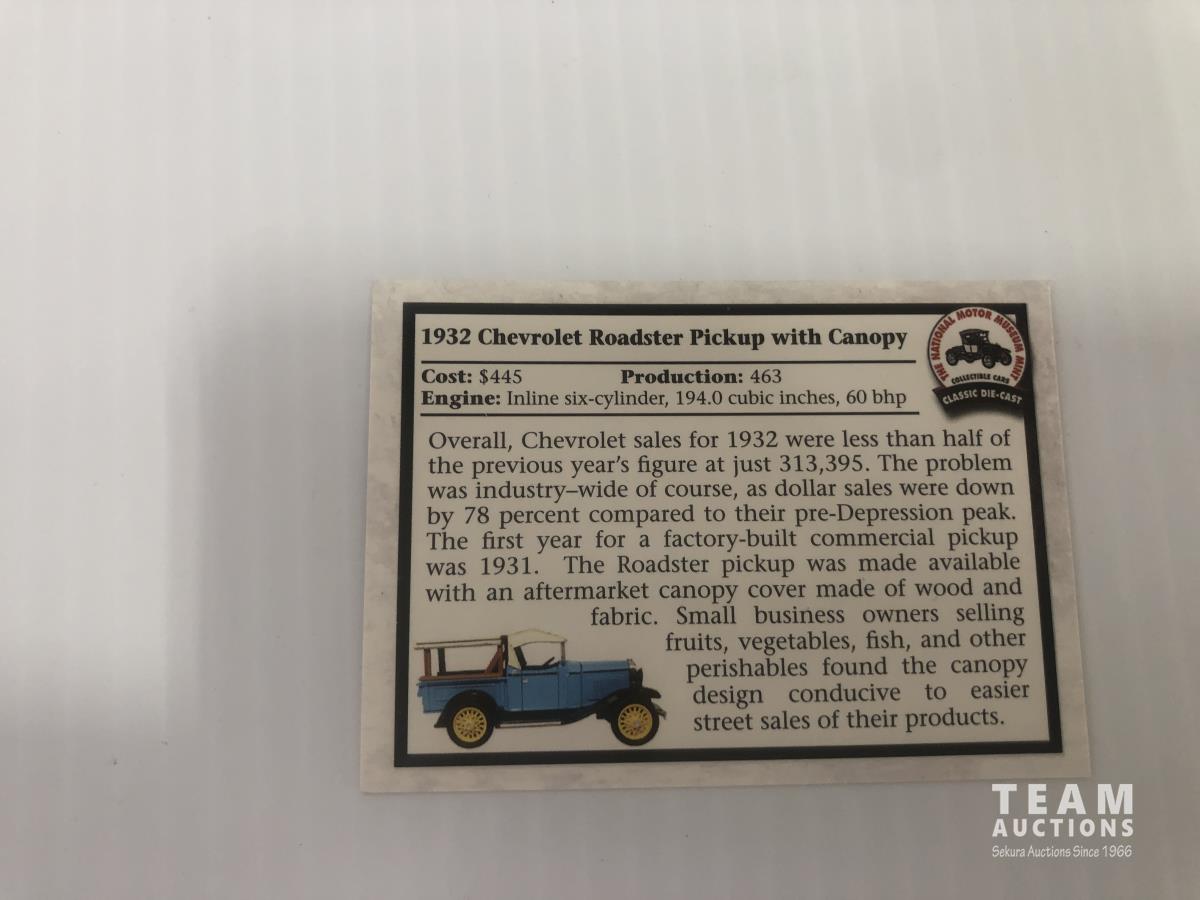 1932 Chevrolet Roadster Pickup with Canopy
THE NATIONAL MOTOR MUSEUM MINT
COLLECTIBLE CARS
CLASSIC DIE-CAST
Cost: $445 Production: 463
Engine: Inline six-cylinder, 194.0 cubic inches, 60 bhp
Overall, Chevrolet sales for 1932 were less than half of
the previous year's figure at just 313,395. The problem
was industry–wide of course, as dollar sales were down
by 78 percent compared to their pre-Depression peak.
The first year for a factory-built commercial pickup
was 1931. The Roadster pickup was made available
with an aftermarket canopy cover made of wood and
fabric. Small business owners selling
fruits, vegetables, fish, and other
perishables found the canopy
design conducive to easier
street sales of their products.
TEAM
AUCTIONS
Sekura Auctions Since 1966